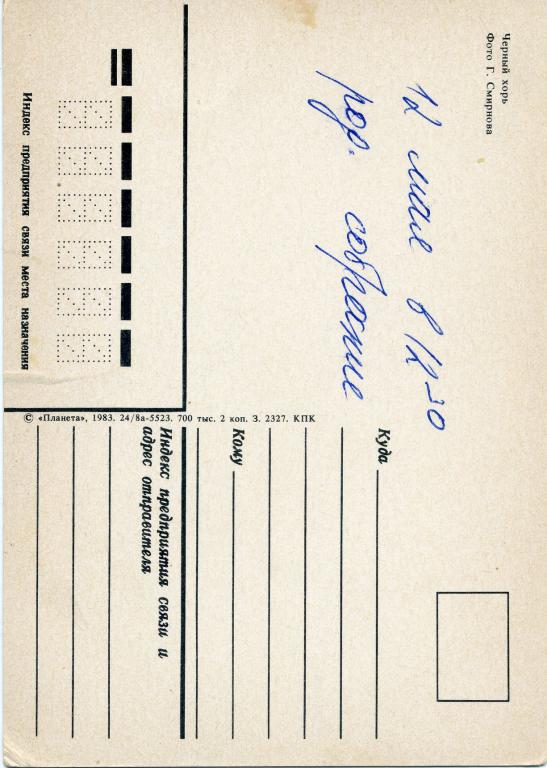 Черный хорь
Фото Г. Смирнова
12 мая в 12 30
род. собрание
Индекс предприятия связи места назначения
© «Планета», 1983. 24/8а-5523. 700 тыс. 2 коп. З. 2327. КПК
Куда
Кому
Индекс предприятия связи и
адрес отправителя